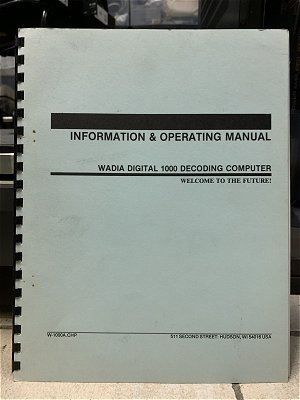 INFORMATION & OPERATING MANUAL
WADIA DIGITAL 1000 DECODING COMPUTER
WELCOME TO THE FUTURE!
W-1000A.CHP 511 SECOND STREET: HUDSON, WI 54016 USA